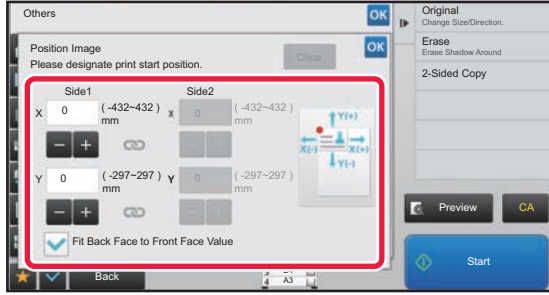 Others
OK
Position Image
Please designate print start position.
Clear
OK
Side1
Side2
X 0 (-432~432) mm
X 0 (-432~432) mm
Y(+)
X(-) X(+)
Y(-)
Y 0 (-297~297) mm
Y 0 (-297~297) mm
Fit Back Face to Front Face Value
Back
4 A3
Original
Change Size/Direction.
Erase
Erase Shadow Around
2-Sided Copy
Preview
CA
Start